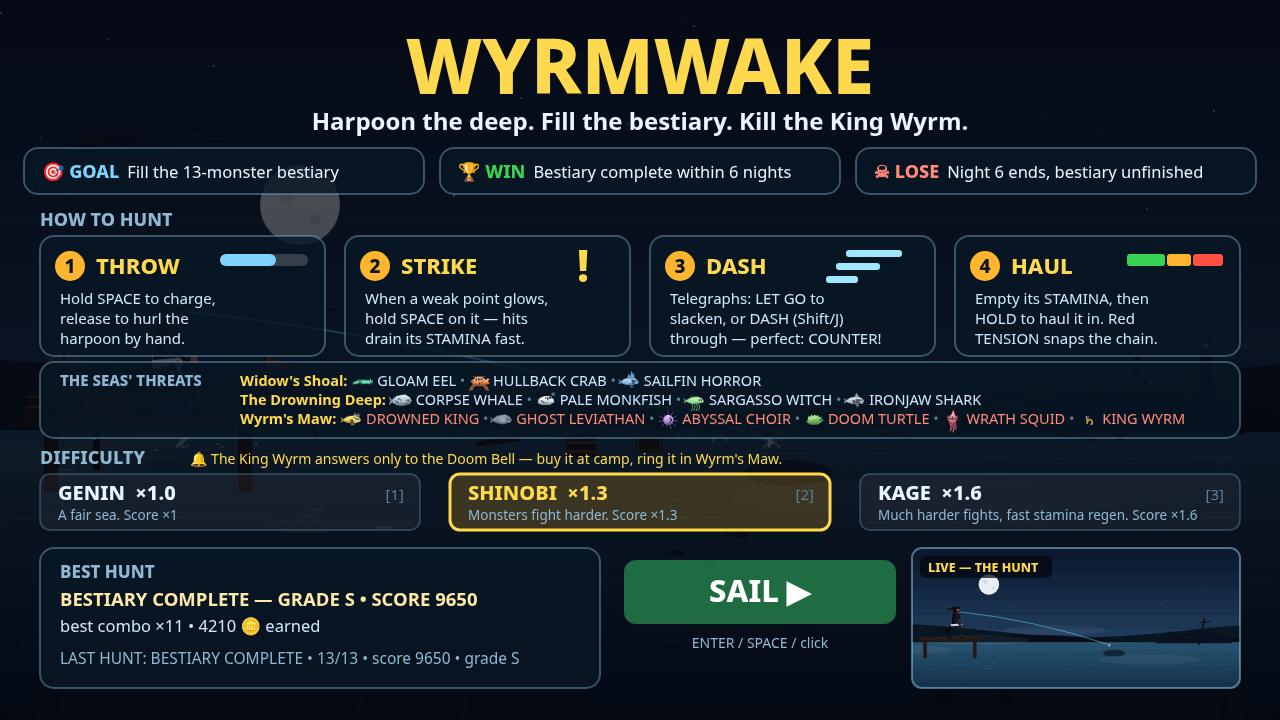 WYRMWAKE
Harpoon the deep. Fill the bestiary. Kill the King Wyrm.
🎯 GOAL Fill the 13-monster bestiary
🏆 WIN Bestiary complete within 6 nights
☠ LOSE Night 6 ends, bestiary unfinished
HOW TO HUNT
1 THROW
Hold SPACE to charge,
release to hurl the
harpoon by hand.
2 STRIKE !
When a weak point glows,
hold SPACE on it — hits
drain its STAMINA fast.
3 DASH
Telegraphs: LET GO to
slacken, or DASH (Shift/J)
through — perfect: COUNTER!
4 HAUL
Empty its STAMINA, then
HOLD to haul it in. Red
TENSION snaps the chain.
THE SEAS' THREATS
Widow's Shoal: GLOAM EEL • HULLBACK CRAB • SAILFIN HORROR
The Drowning Deep: CORPSE WHALE • PALE MONKFISH • SARGASSO WITCH • IRONJAW SHARK
Wyrm's Maw: DROWNED KING • GHOST LEVIATHAN • ABYSSAL CHOIR • DOOM TURTLE • WRATH SQUID • KING WYRM
DIFFICULTY
🔔 The King Wyrm answers only to the Doom Bell — buy it at camp, ring it in Wyrm's Maw.
GENIN ×1.0 [1]
A fair sea. Score ×1
SHINOBI ×1.3 [2]
Monsters fight harder. Score ×1.3
KAGE ×1.6 [3]
Much harder fights, fast stamina regen. Score ×1.6
BEST HUNT
BESTIARY COMPLETE — GRADE S • SCORE 9650
best combo ×11 • 4210 🪙 earned
LAST HUNT: BESTIARY COMPLETE • 13/13 • score 9650 • grade S
SAIL ▶
ENTER / SPACE / click
LIVE — THE HUNT